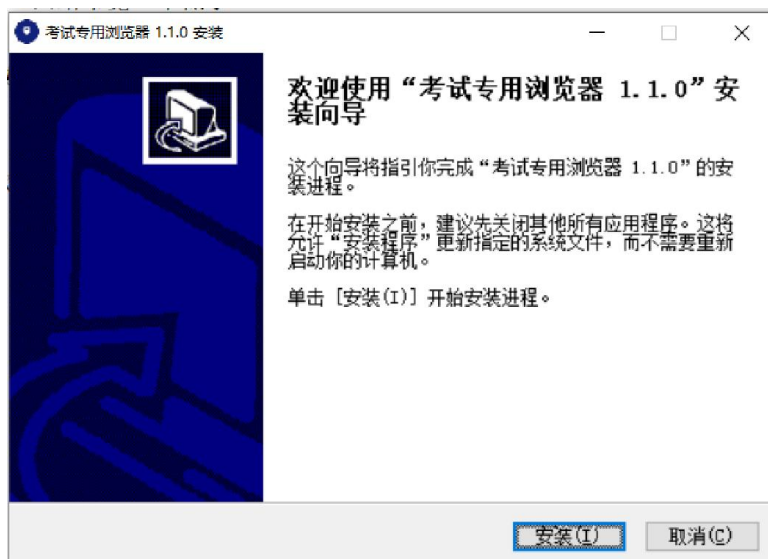 考试专用浏览器 1.1.0 安装
欢迎使用“考试专用浏览器 1.1.0”安
装向导
这个向导将指引你完成“考试专用浏览器 1.1.0”的安
装进程。
在开始安装之前，建议先关闭其他所有应用程序。这将
允许“安装程序”更新指定的系统文件，而不需要重新
启动你的计算机。
单击 [安装(I)] 开始安装进程。
安装(I)
取消(C)